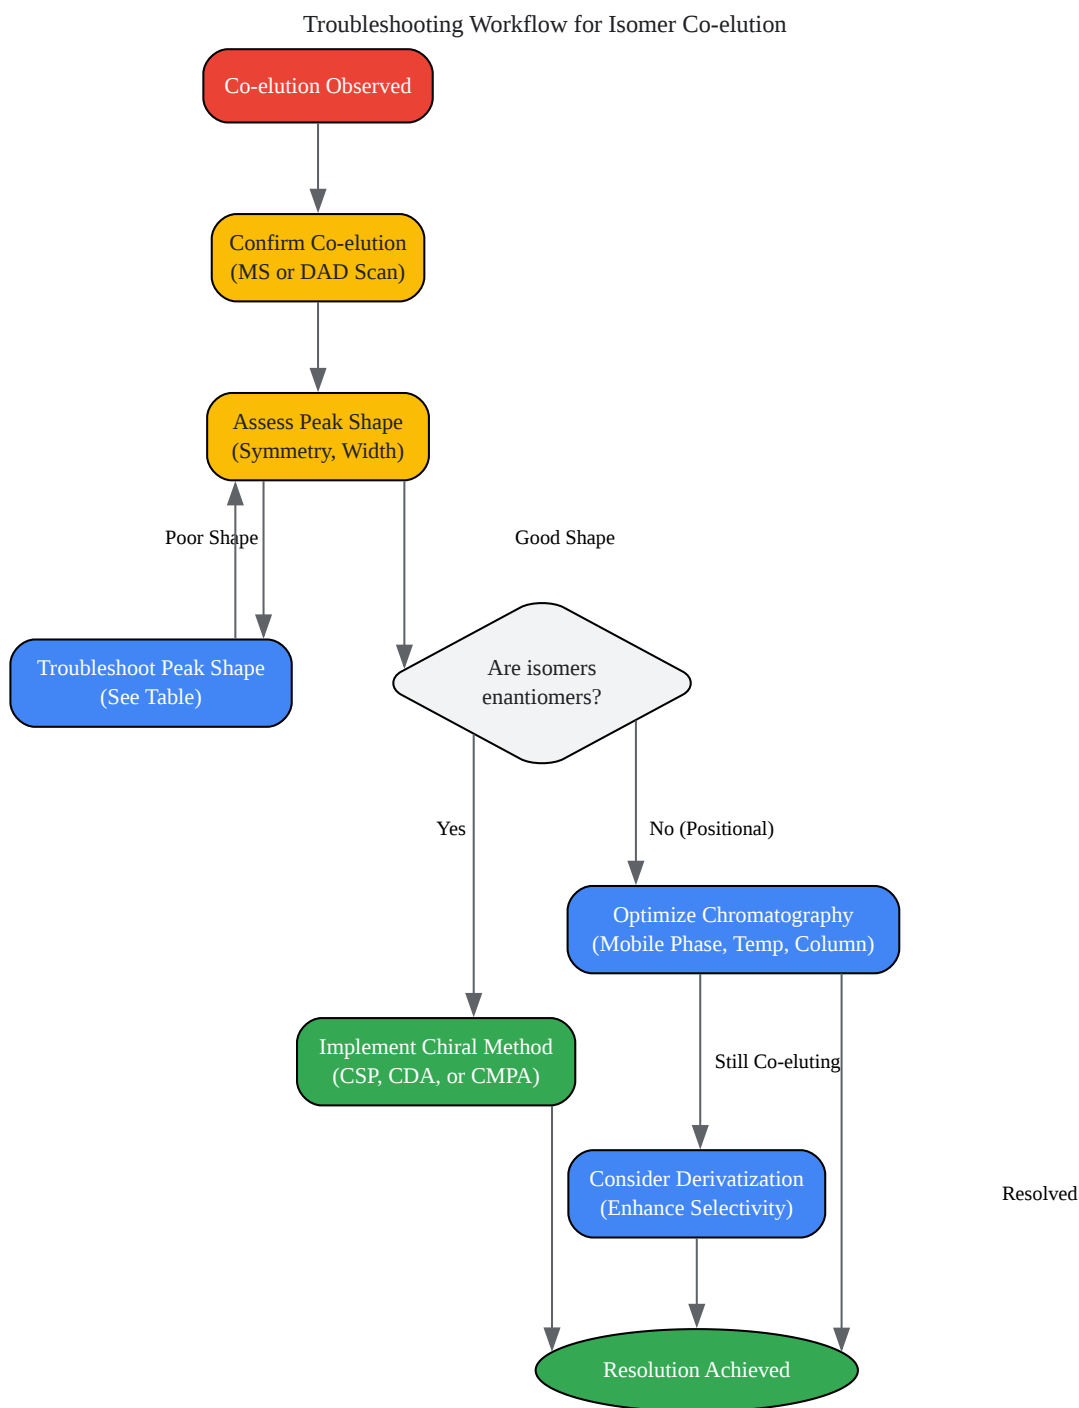 Troubleshooting Workflow for Isomer Co-elution
Co-elution Observed
Confirm Co-elution
(MS or DAD Scan)
Assess Peak Shape
(Symmetry, Width)
Poor Shape
Good Shape
Troubleshoot Peak Shape
(See Table)
Are isomers
enantiomers?
Yes
No (Positional)
Optimize Chromatography
(Mobile Phase, Temp, Column)
Implement Chiral Method
(CSP, CDA, or CMPA)
Still Co-eluting
Consider Derivatization
(Enhance Selectivity)
Resolved
Resolution Achieved